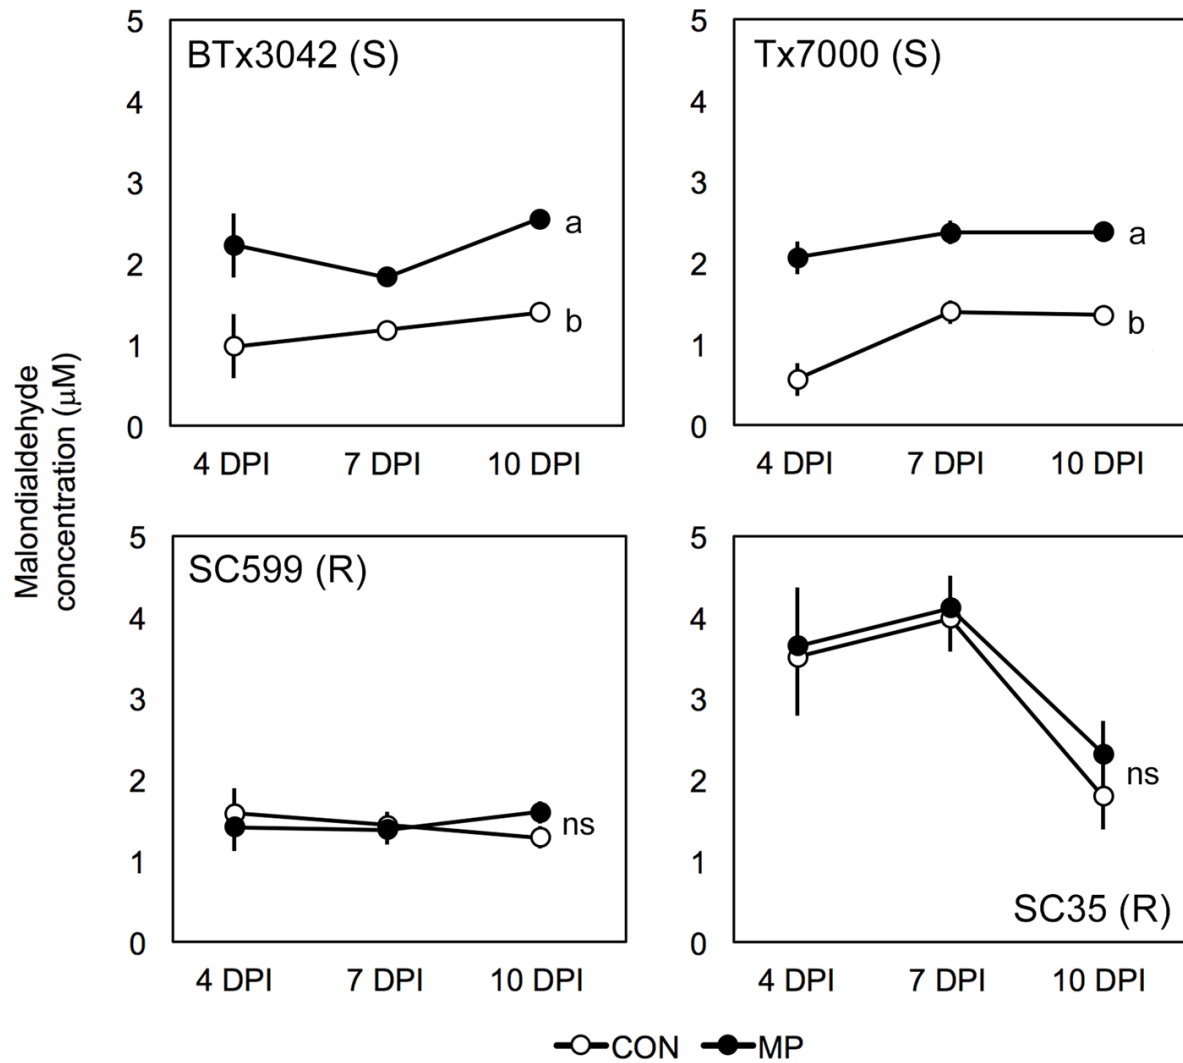 Malondialdehyde
concentration (μM)
BTx3042 (S)
5
4
3
2
1
0
a
b
4 DPI 7 DPI 10 DPI
Tx7000 (S)
5
4
3
2
1
0
a
b
4 DPI 7 DPI 10 DPI
SC599 (R)
5
4
3
2
1
0
ns
4 DPI 7 DPI 10 DPI
5
4
3
2
1
0
ns
SC35 (R)
4 DPI 7 DPI 10 DPI
CON MP